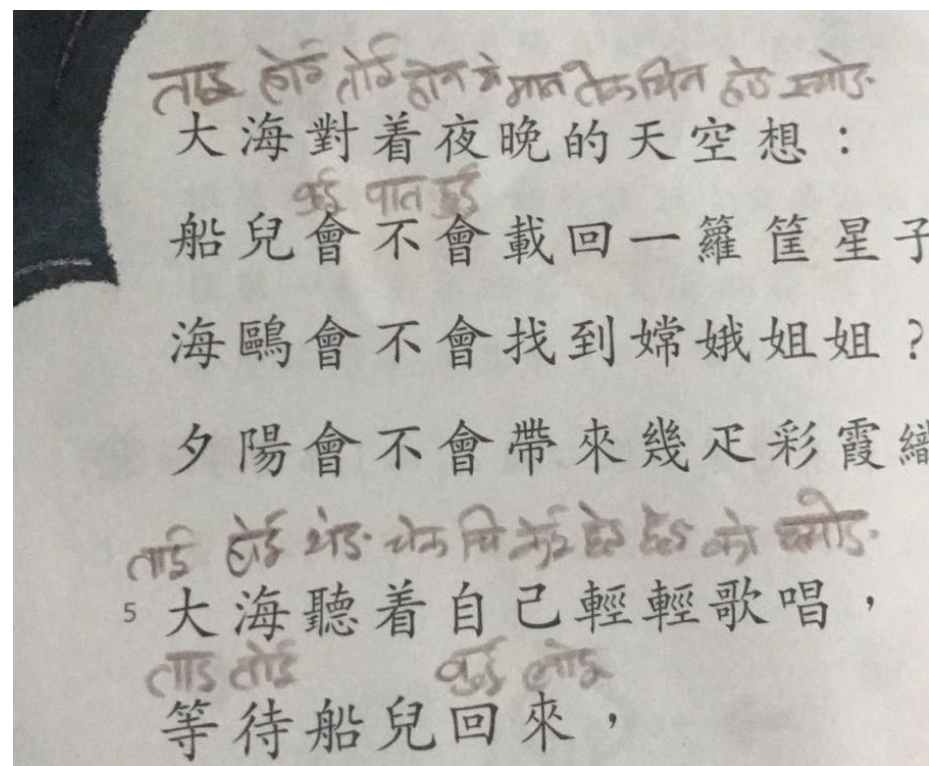 ताइ होई तोई मान तेक थिन
大海對着夜晚的天空想：
पात
船兒會不會載回一籮筐星子
海鷗會不會找到嫦娥姐姐？
夕陽會不會帶來幾疋彩霞
ताई होई चेक चि को
5 大海聽着自己輕輕歌唱，
तोई
等待船兒回來，